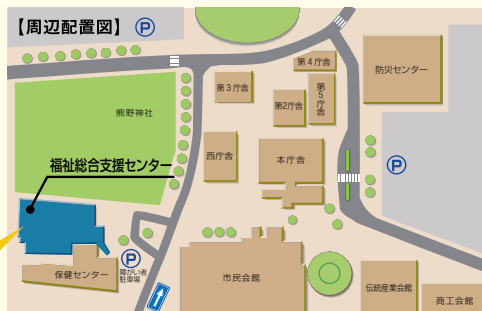 【周辺配置図】
P
第4庁舎
防災センター
第3庁舎
第2庁舎
第5庁舎
熊野神社
西庁舎
本庁舎
P
福祉総合支援センター
P
障がい者
駐車場
保健センター
市民会館
伝統産業会館
商工会館